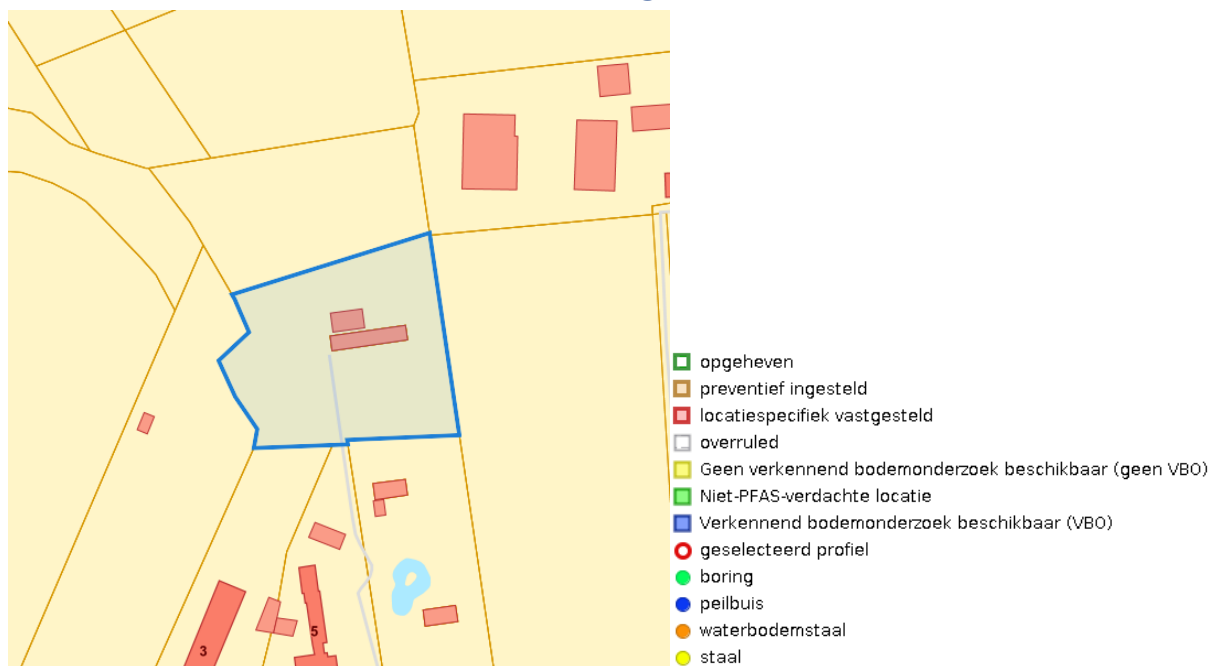 3
5
opgeheven
preventief ingesteld
locatiespecifiek vastgesteld
overruled
Geen verkennend bodemonderzoek beschikbaar (geen VBO)
Niet-PFAS-verdachte locatie
Verkennend bodemonderzoek beschikbaar (VBO)
geselecteerd profiel
boring
peilbuis
waterbodemstaal
staal